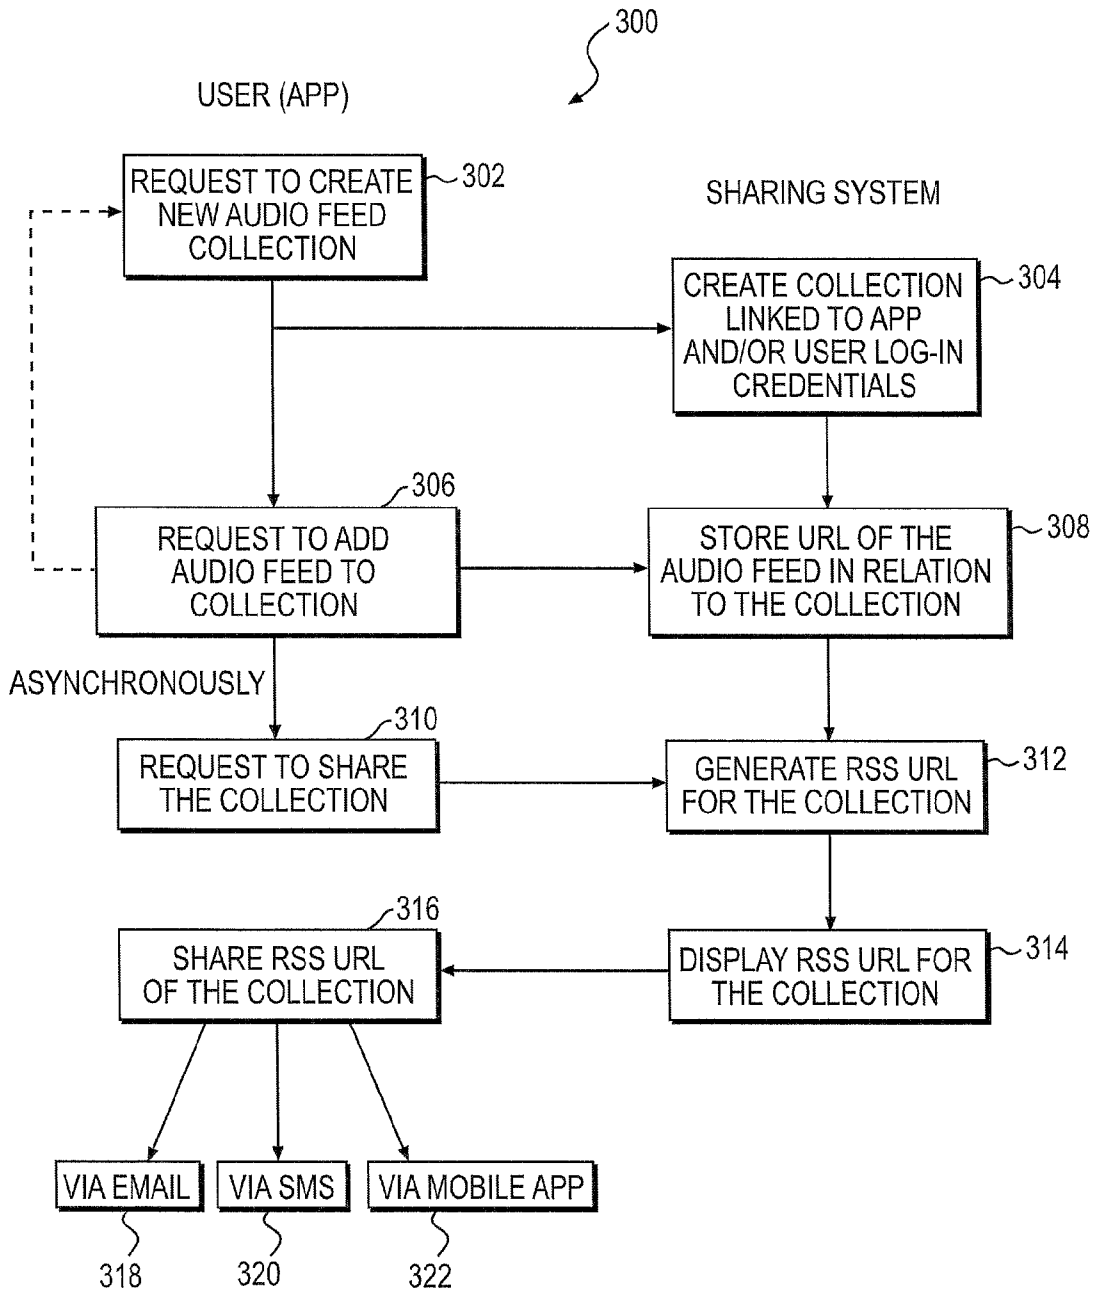 300
USER (APP)
REQUEST TO CREATE
NEW AUDIO FEED
COLLECTION
302
SHARING SYSTEM
CREATE COLLECTION
LINKED TO APP
AND/OR USER LOG-IN
CREDENTIALS
304
306
REQUEST TO ADD
AUDIO FEED TO
COLLECTION
STORE URL OF THE
AUDIO FEED IN RELATION
TO THE COLLECTION
308
ASYNCHRONOUSLY
310
REQUEST TO SHARE
THE COLLECTION
GENERATE RSS URL
FOR THE COLLECTION
312
316
SHARE RSS URL
OF THE COLLECTION
DISPLAY RSS URL FOR
THE COLLECTION
314
VIA EMAIL
VIA SMS
VIA MOBILE APP
318
320
322